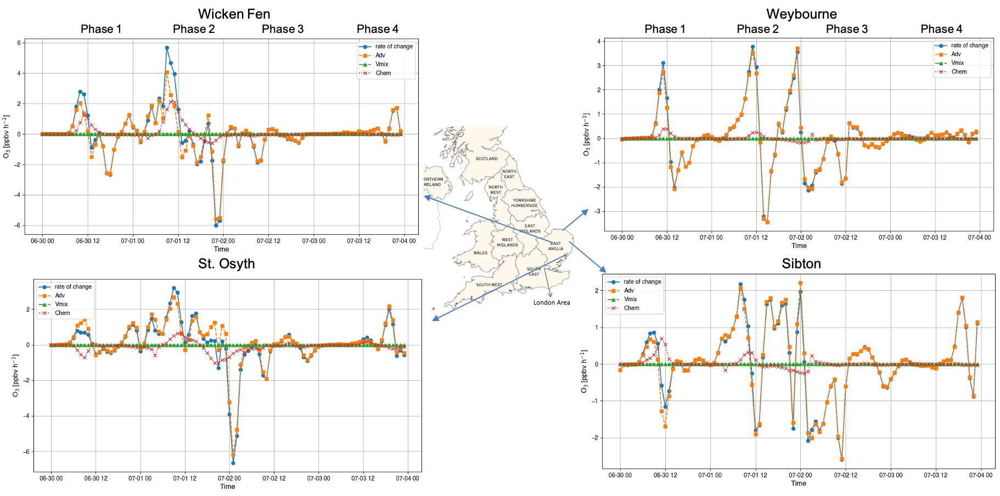 Wicken Fen
Phase 1 Phase 2 Phase 3 Phase 4
6
4
2
0
−2
−4
−6
O3 [ppbv h−1]
rate of change
Adv
Vmix
Chem
06-30 00 06-30 12 07-01 00 07-01 12 07-02 00 07-02 12 07-03 00 07-03 12 07-04 00
Time
Weybourne
Phase 1 Phase 2 Phase 3 Phase 4
4
3
2
1
0
−1
−2
−3
O3 [ppbv h−1]
rate of change
Adv
Vmix
Chem
06-30 00 06-30 12 07-01 00 07-01 12 07-02 00 07-02 12 07-03 00 07-03 12 07-04 00
Time
SCOTLAND
NORTH
EAST
ORTHERN
RELAND
NORTH
WEST
YORKSHIRE
HUMBERSIDE
EAST
MIDLANDS
WEST
MIDLANDS
EAST
ANGLIA
WALES
SOUTH
EAST
SOUTH WEST
London Area
St. Osyth
2
0
−2
−4
−6
O3 [ppbv h−1]
rate of change
Adv
Vmix
Chem
06-30 00 06-30 12 07-01 00 07-01 12 07-02 00 07-02 12 07-03 00 07-03 12 07-04 00
Time
Sibton
2
1
0
−1
−2
O3 [ppbv h−1]
rate of change
Adv
Vmix
Chem
06-30 00 06-30 12 07-01 00 07-01 12 07-02 00 07-02 12 07-03 00 07-03 12 07-04 00
Time